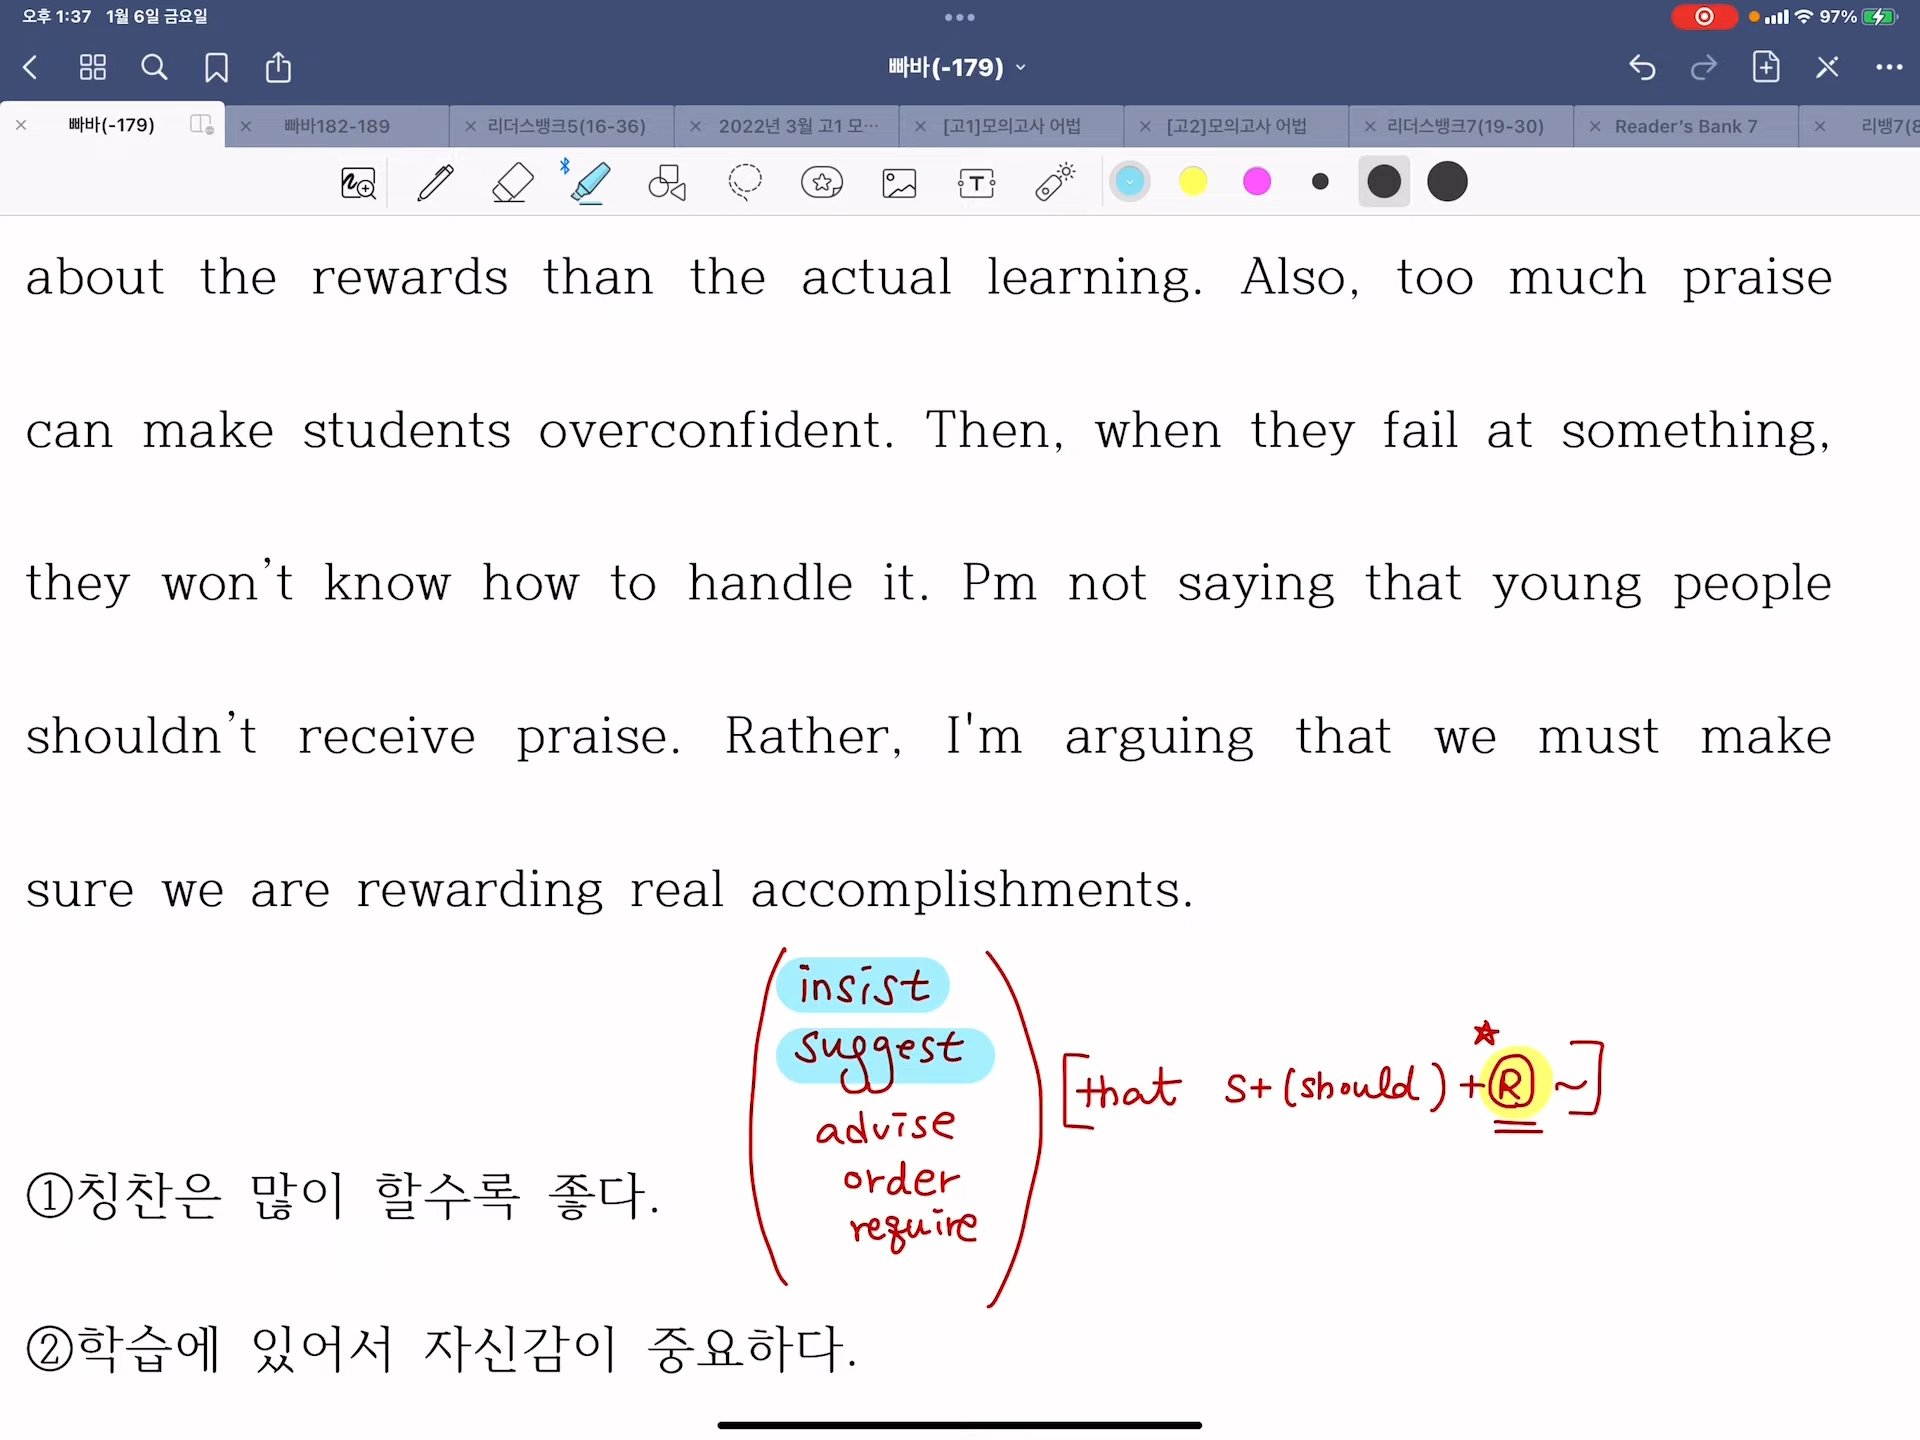 오후 1:37 1월 6일 금요일
97%
빠바(-179)
빠바(-179) 빠바182-189 리더스뱅크5(16-36) 2022년 3월 고1 모… [고1]모의고사 어법 [고2]모의고사 어법 리더스뱅크7(19-30) Reader's Bank 7 리뱅7(8
about the rewards than the actual learning. Also, too much praise
can make students overconfident. Then, when they fail at something,
they won't know how to handle it. Pm not saying that young people
shouldn't receive praise. Rather, I'm arguing that we must make
sure we are rewarding real accomplishments.
insist
suggest
advise
order
require
[that S+(should)+R ~]
①칭찬은 많이 할수록 좋다.
②학습에 있어서 자신감이 중요하다.